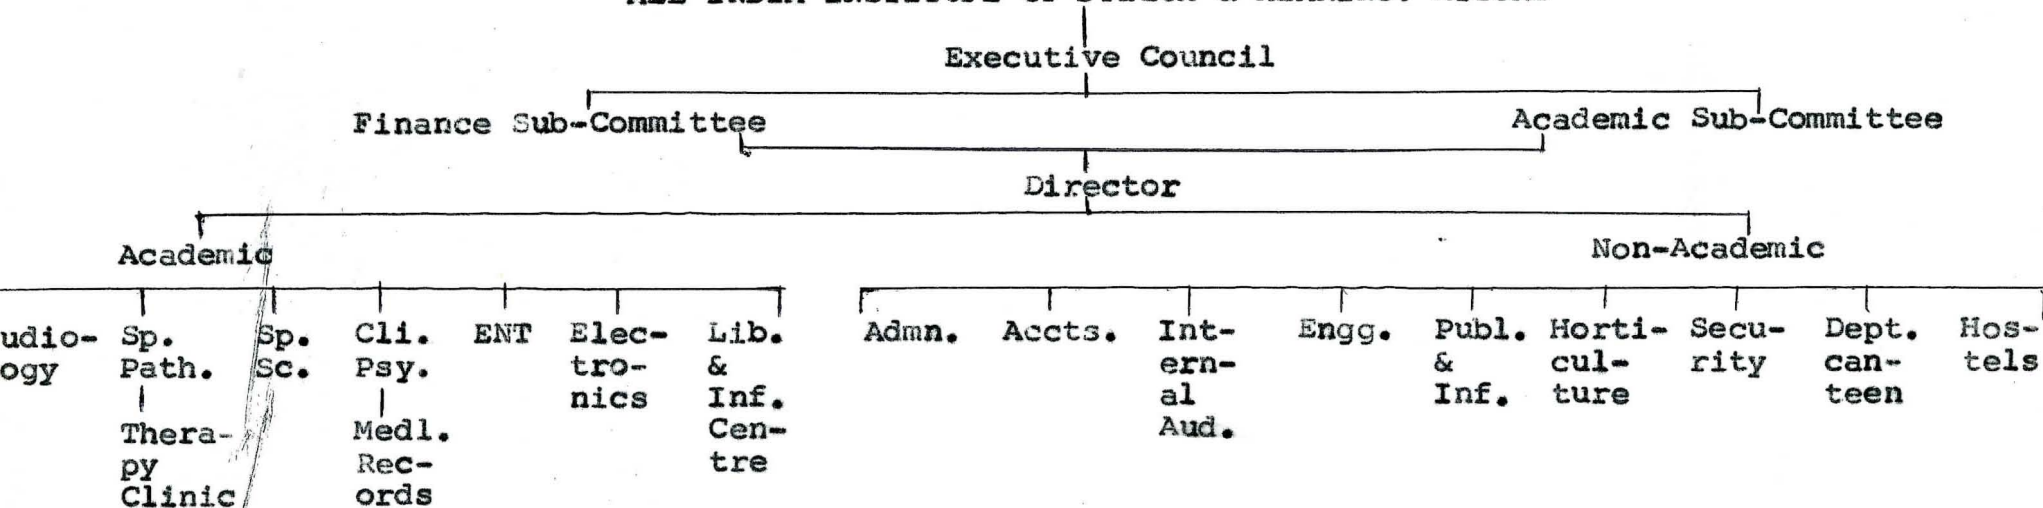 Executive Council
Finance Sub-Committee Academic Sub-Committee
Director
Academic Non-Academic
udio- Sp. Sp. Cli. ENT Elec- Lib. Admn. Accts. Int- Engg. Publ. Horti- Secu- Dept. Hos-
ogy Path. Sc. Psy. tro- & ern- & cul- rity can- tels
nics Inf. al Inf. ture teen
Thera- Medl. Cen- Aud.
py Rec- tre
Clinic ords